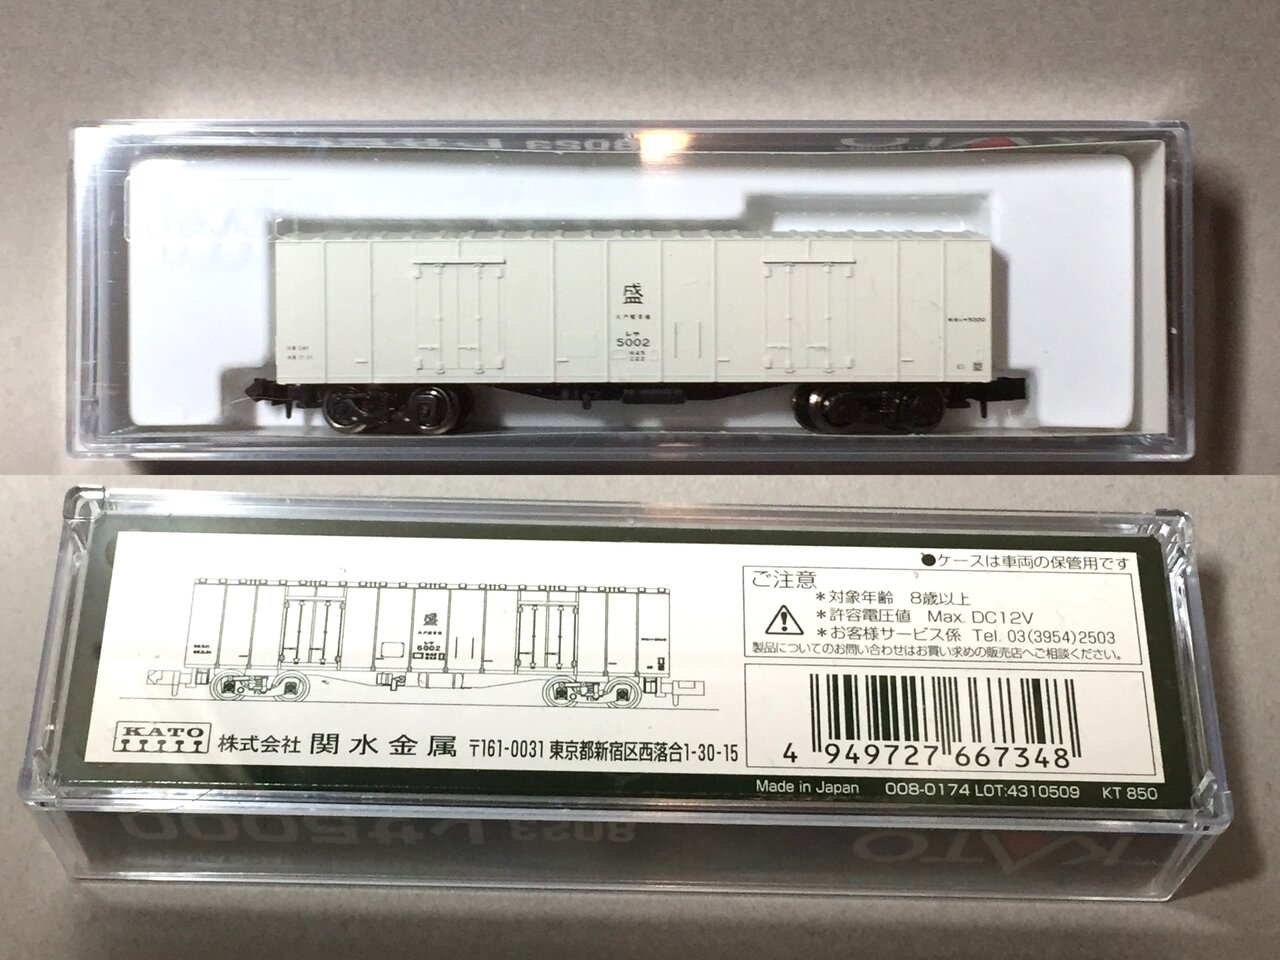 盛
レサ
5002
●ケースは車両の保管用です
ご注意
*対象年齢 8歳以上
*許容電圧値 Max. DC12V
*お客様サービス係 Tel. 03(3954)2503
製品についてのお問い合わせはお買い求めの販売店へご相談ください。
盛
レサ
5002
KATO
株式会社 関水金属 〒161-0031 東京都新宿区西落合1-30-15
4 949727 667348
Made in Japan 008-0174 LOT:4310509 KT 850
8023 レサ5000
KATO